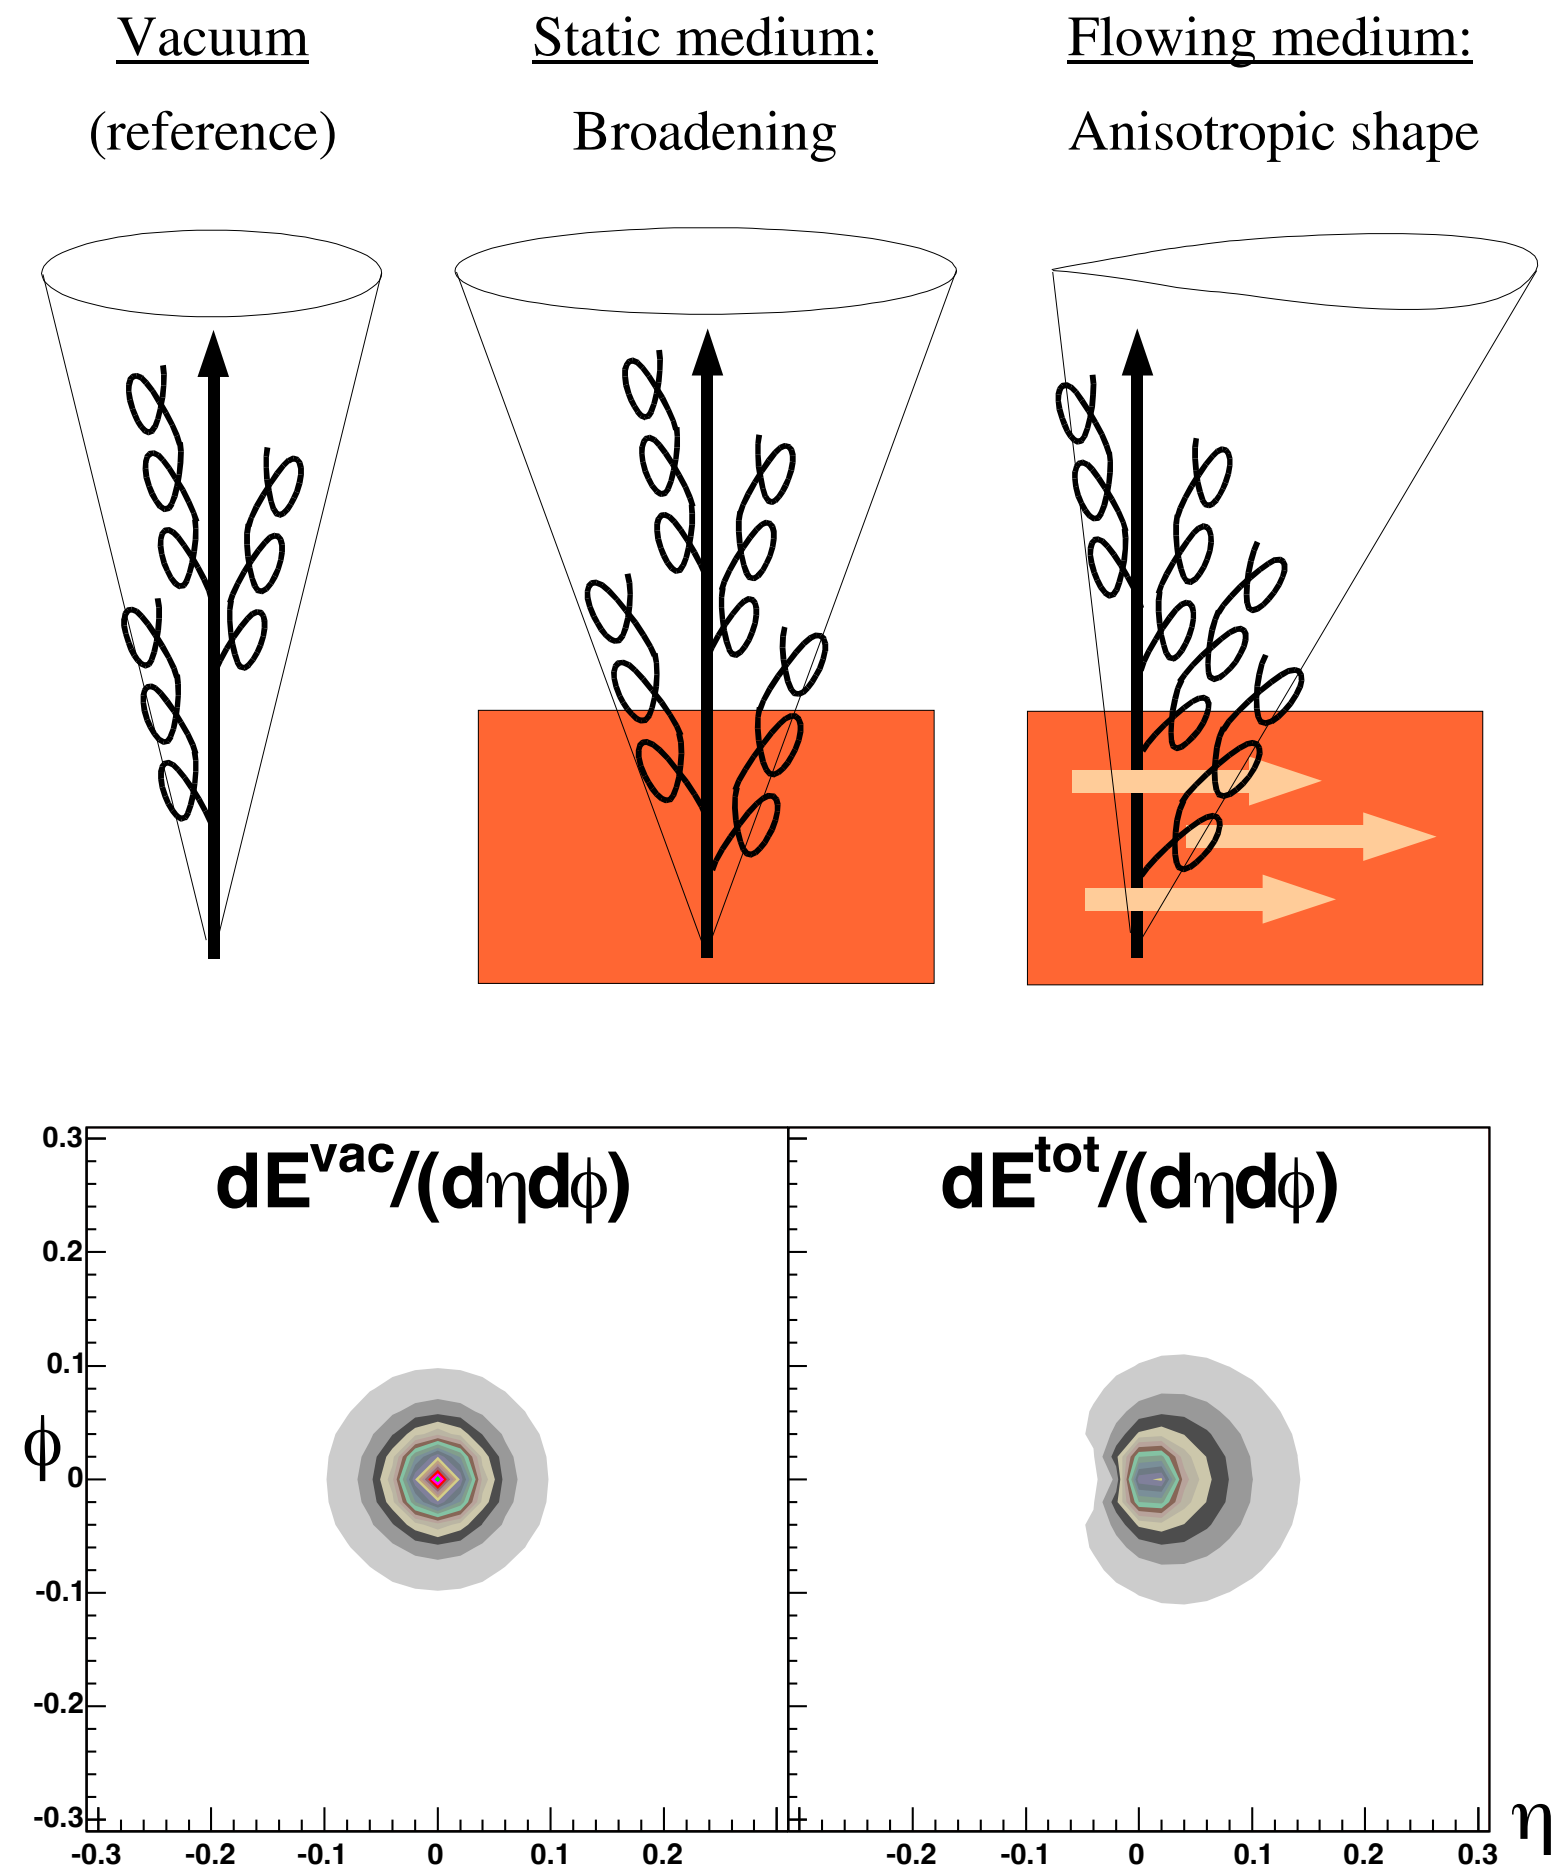 Vacuum
(reference)
Static medium:
Broadening
Flowing medium:
Anisotropic shape
dE^vac/(dηdϕ)
dE^tot/(dηdϕ)
0.3
0.2
0.1
0
-0.1
-0.2
-0.3
ϕ
-0.3 -0.2 -0.1 0 0.1 0.2
-0.2 -0.1 0 0.1 0.2 0.3
η